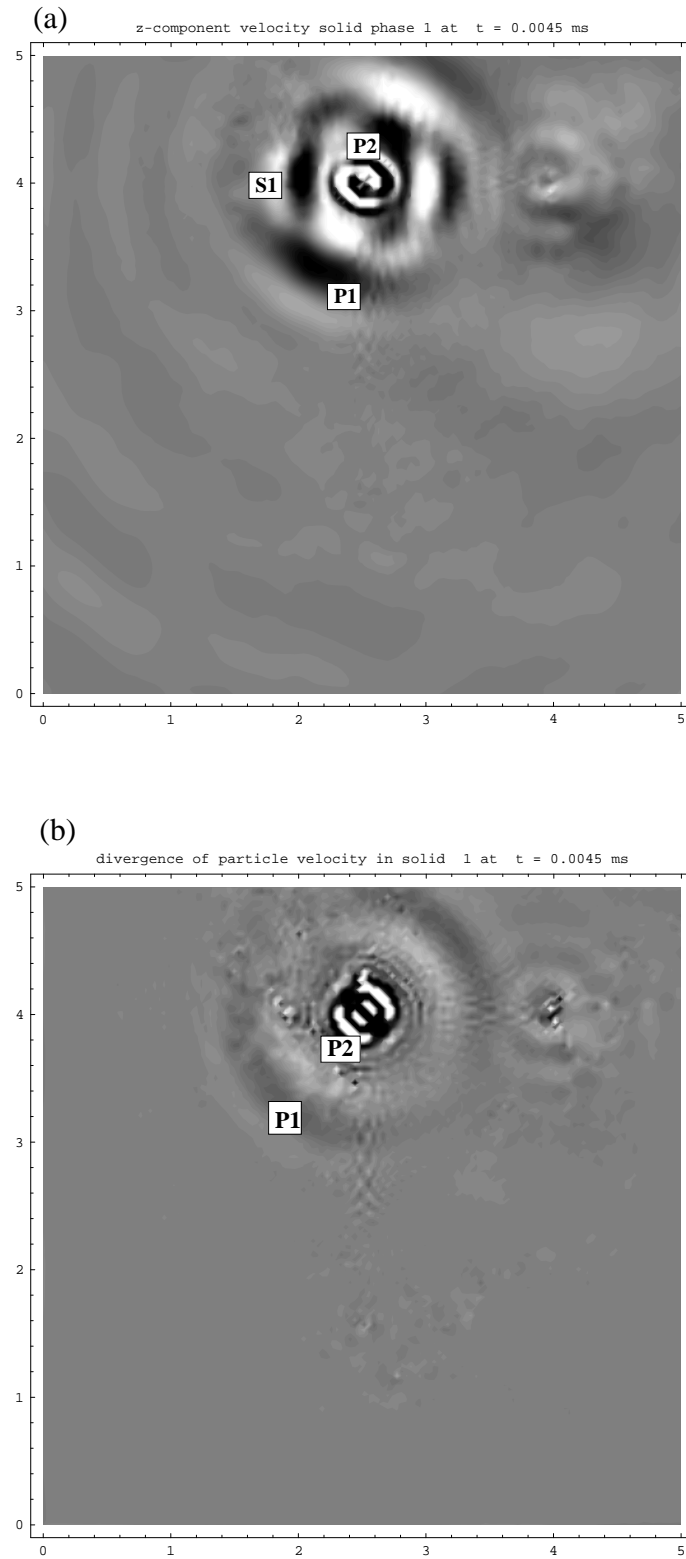 (a)
z-component velocity solid phase 1 at t = 0.0045 ms
5
P2
4
S1
P1
3
2
1
0
0 1 2 3 4 5
(b)
divergence of particle velocity in solid 1 at t = 0.0045 ms
5
4
P2
P1
3
2
1
0
0 1 2 3 4 5